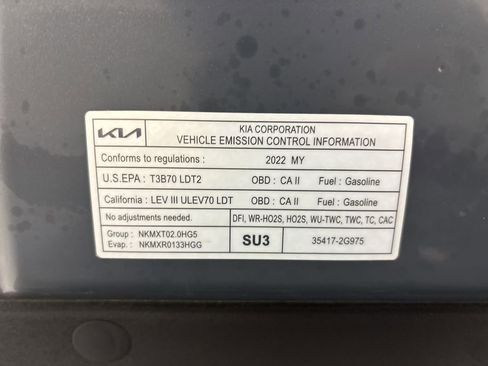 KIA
KIA CORPORATION
VEHICLE EMISSION CONTROL INFORMATION
Conforms to regulations : 2022 MY
U.S.EPA : T3B70 LDT2 OBD : CA II Fuel : Gasoline
California : LEV III ULEV70 LDT OBD : CA II Fuel : Gasoline
No adjustments needed. DFI, WR-HO2S, HO2S, WU-TWC, TWC, TC, CAC
Group : NKMXT02.0HG5
Evap. : NKMXR0133HGG
SU3
35417-2G975